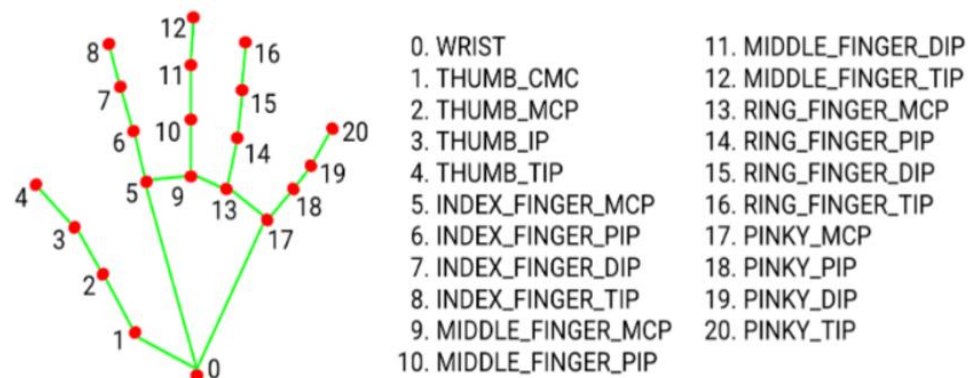 12
8
16
11
7
15
20
6
10
14
19
4
5
9
13
18
3
17
2
1
0
0. WRIST
1. THUMB_CMC
2. THUMB_MCP
3. THUMB_IP
4. THUMB_TIP
5. INDEX_FINGER_MCP
6. INDEX_FINGER_PIP
7. INDEX_FINGER_DIP
8. INDEX_FINGER_TIP
9. MIDDLE_FINGER_MCP
10. MIDDLE_FINGER_PIP
11. MIDDLE_FINGER_DIP
12. MIDDLE_FINGER_TIP
13. RING_FINGER_MCP
14. RING_FINGER_PIP
15. RING_FINGER_DIP
16. RING_FINGER_TIP
17. PINKY_MCP
18. PINKY_PIP
19. PINKY_DIP
20. PINKY_TIP